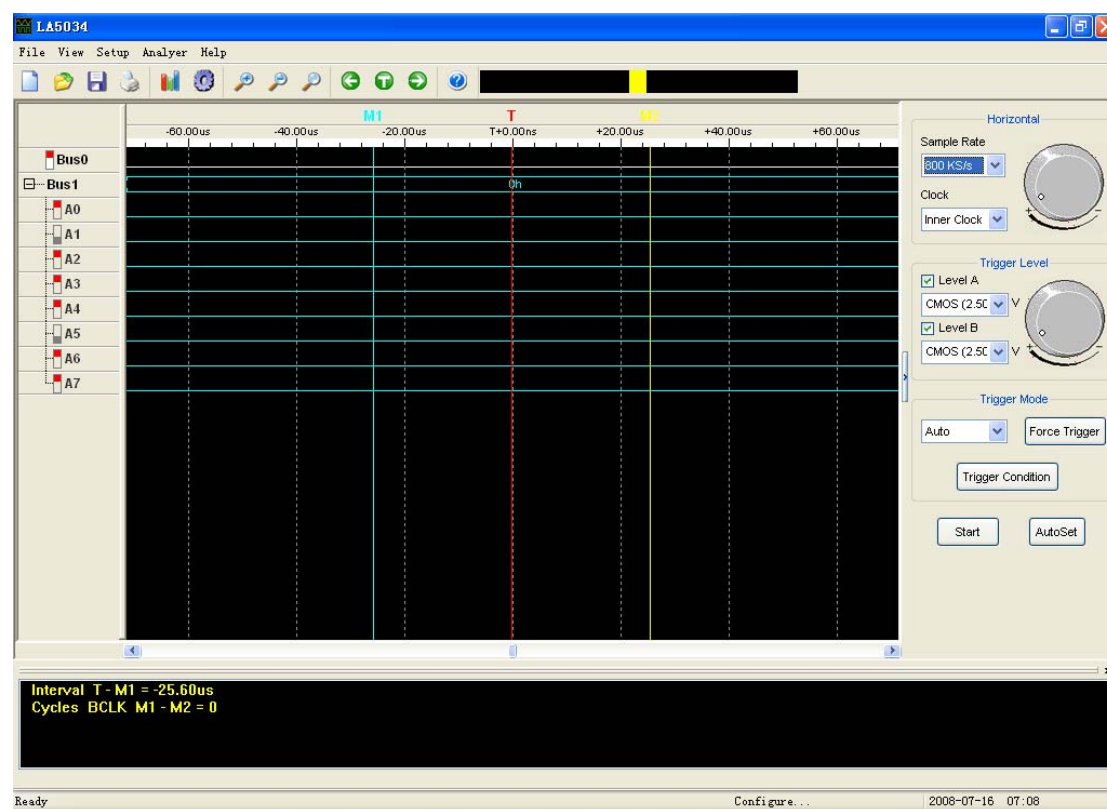 LA5034
File View Setup Analyer Help
M1 T M2
-60.00us -40.00us -20.00us T+0.00ns +20.00us +40.00us +60.00us
Bus0
Bus1
0h
A0
A1
A2
A3
A4
A5
A6
A7
Horizontal
Sample Rate
800 KS/s
Clock
Inner Clock
+ -
Trigger Level
Level A
CMOS (2.50 V
Level B
CMOS (2.50 V
+ -
Trigger Mode
Auto Force Trigger
Trigger Condition
Start AutoSet
Interval T - M1 = -25.60us
Cycles BCLK M1 - M2 = 0
Ready Configure... 2008-07-16 07:08